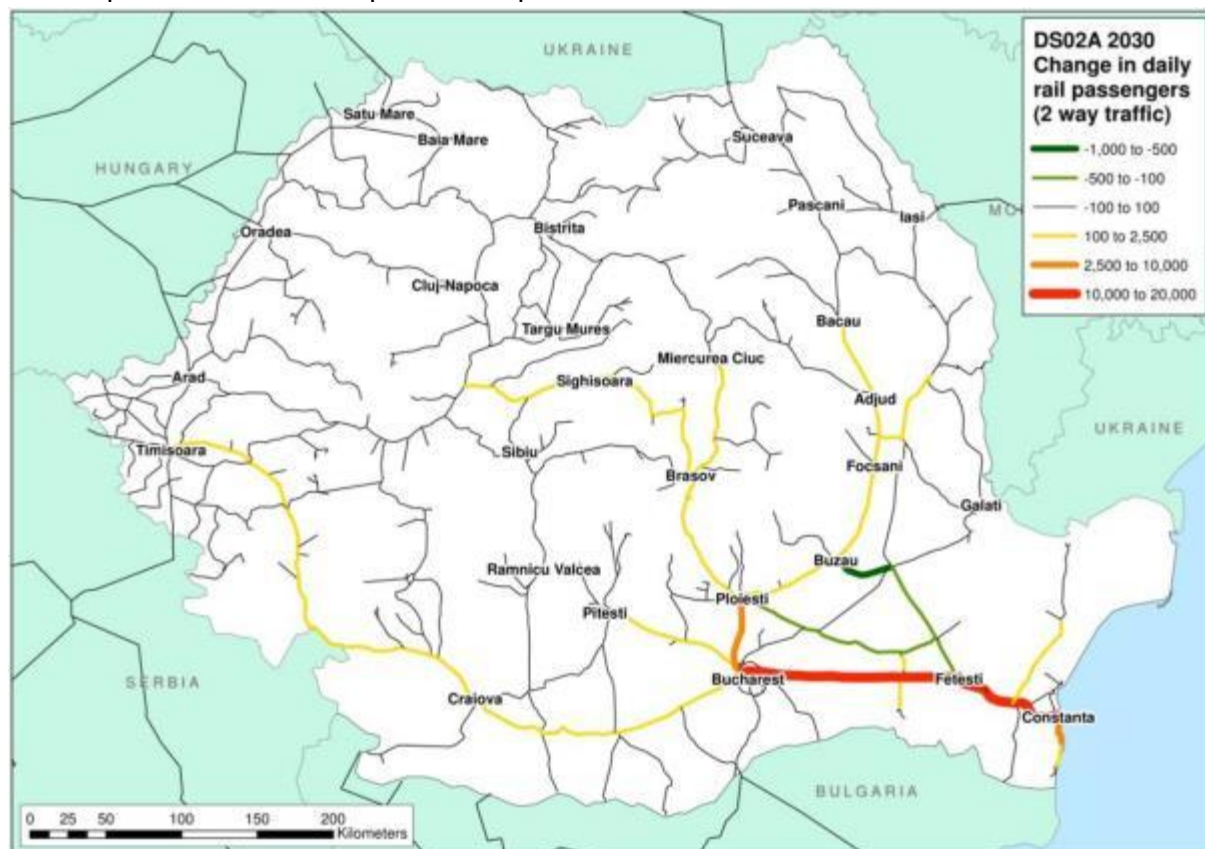 UKRAINE
DS02A 2030
Change in daily
rail passengers
(2 way traffic)
-1,000 to -500
-500 to -100
-100 to 100
100 to 2,500
2,500 to 10,000
10,000 to 20,000
Satu Mare
Baia Mare
Suceava
HUNGARY
Pascani
Iasi
MO
Oradea
Bistrita
Cluj-Napoca
Targu Mures
Bacau
Miercurea Ciuc
Arad
Sighisoara
Adjud
UKRAINE
Timisoara
Sibiu
Brasov
Focsani
Galati
Buzau
Ramnicu Valcea
Ploiesti
Pitesti
SERBIA
Bucharest
Fetesti
Craiova
Constanta
BULGARIA
0 25 50 100 150 200
Kilometers